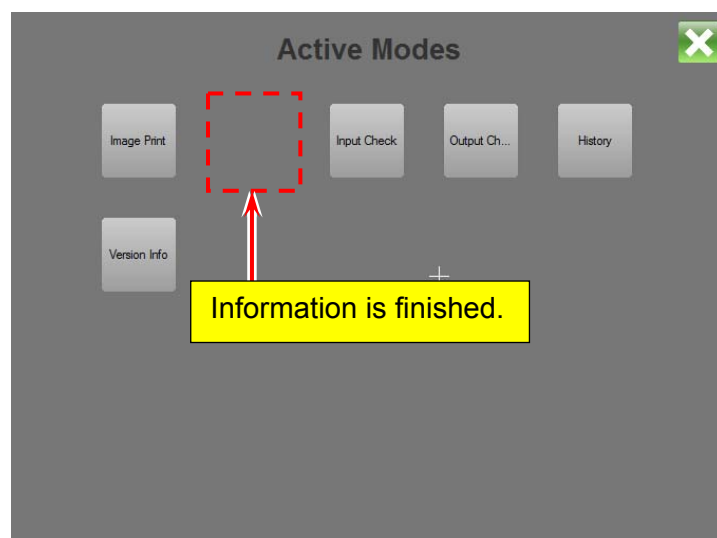 Active Modes
Image Print
Input Check
Output Ch...
History
Version Info
Information is finished.